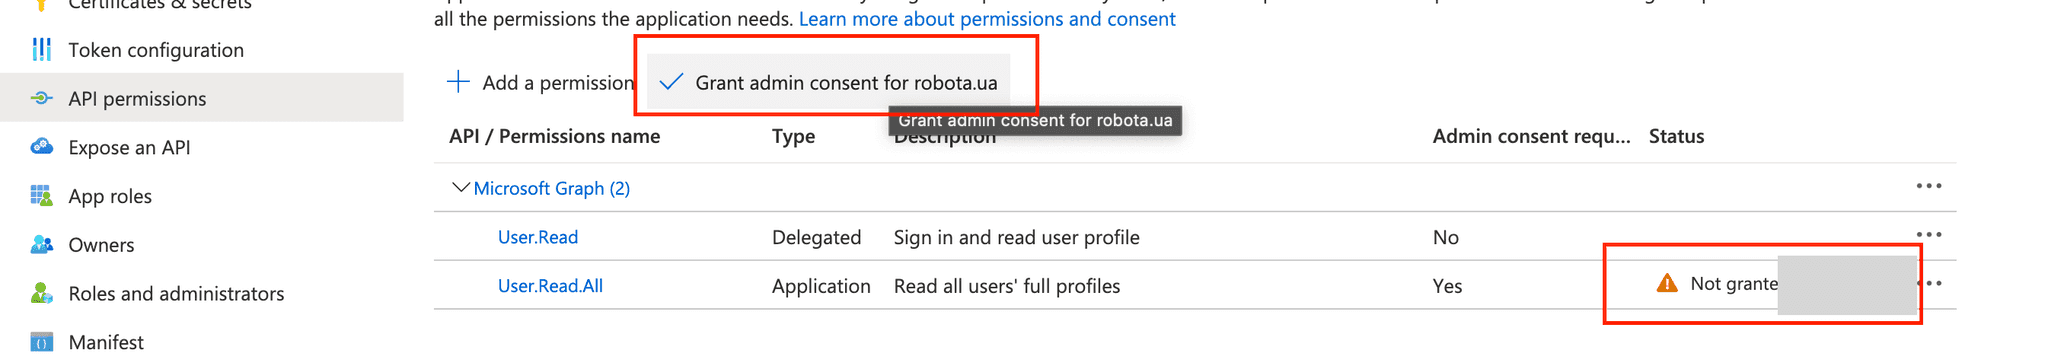 Certificates & secrets
all the permissions the application needs. Learn more about permissions and consent
Token configuration
Add a permission
Grant admin consent for robota.ua
API permissions
Grant admin consent for robota.ua
API / Permissions name Type Description Admin consent requ... Status
Expose an API
Microsoft Graph (2)
App roles
User.Read Delegated Sign in and read user profile No
Owners
User.Read.All Application Read all users' full profiles Yes Not grante
Roles and administrators
Manifest